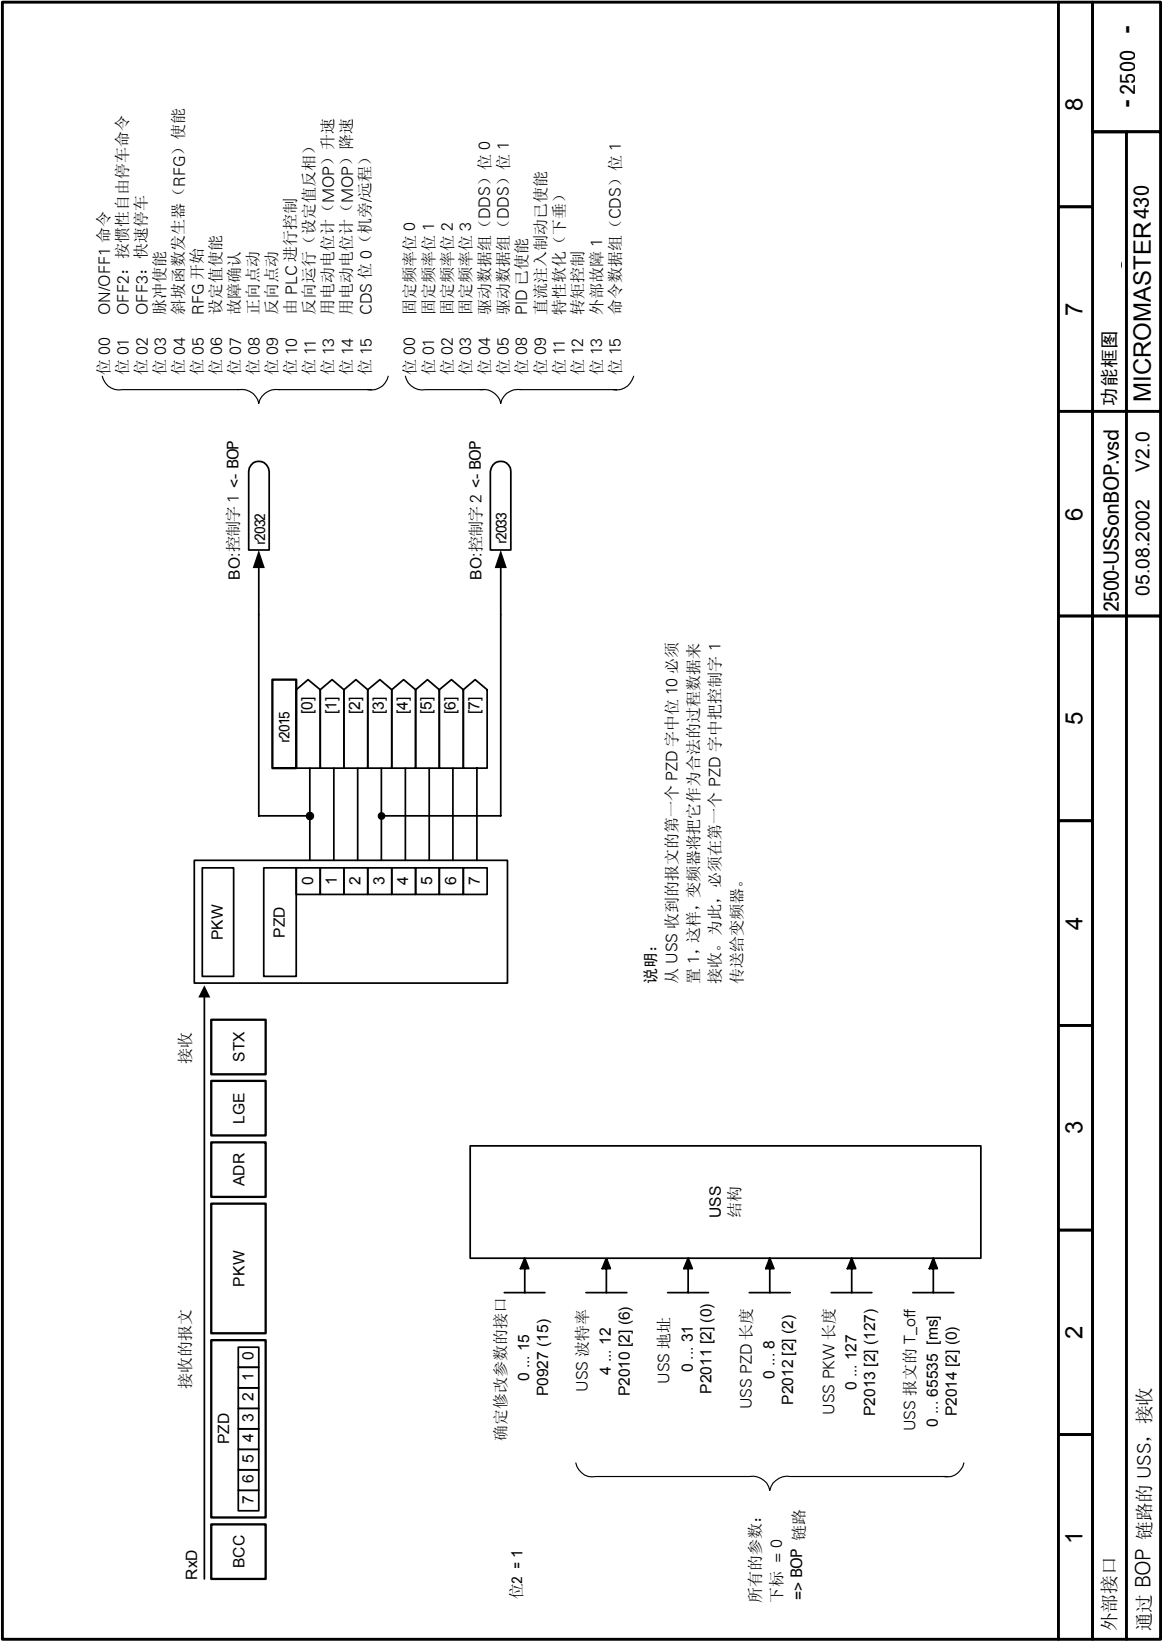 RxD
接收的报文
接收
BCC
PZD
7 6 5 4 3 2 1 0
PKW
ADR
LGE
STX
PKW
PZD
0
1
2
3
4
5
6
7
r2015
[0]
[1]
[2]
[3]
[4]
[5]
[6]
[7]
BO:控制字 1 <- BOP
r2032
BO:控制字 2 <- BOP
r2033
位 00 ON/OFF1 命令
位 01 OFF2：按惯性自由停车命令
位 02 OFF3：快速停车
位 03 脉冲使能
位 04 斜坡函数发生器（RFG）使能
位 05 RFG 开始
位 06 设定值使能
位 07 故障确认
位 08 正向点动
位 09 反向点动
位 10 由 PLC 进行控制
位 11 反向运行（设定值反相）
位 13 用电动电位计（MOP）升速
位 14 用电动电位计（MOP）降速
位 15 CDS 位 0（机旁/远程）
位 00 固定频率位 0
位 01 固定频率位 1
位 02 固定频率位 2
位 03 固定频率位 3
位 04 驱动数据组（DDS）位 0
位 05 驱动数据组（DDS）位 1
位 08 PID 已使能
位 09 直流注入制动已使能
位 11 特性软化（下垂）
位 12 转矩控制
位 13 外部故障 1
位 15 命令数据组（CDS）位 1
位2 = 1
确定修改参数的接口
0 ... 15
P0927 (15)
USS 波特率
4 ... 12
P2010 [2] (6)
USS 地址
0 ... 31
P2011 [2] (0)
USS PZD 长度
0 ... 8
P2012 [2] (2)
USS PKW 长度
0 ... 127
P2013 [2] (127)
USS 报文的 T_off
0 ... 65535 [ms]
P2014 [2] (0)
USS
结构
所有的参数：
下标 = 0
=> BOP 链路
说明：
从 USS 收到的报文的第一个 PZD 字中位 10 必须
置 1，这样，变频器将把它作为合法的过程数据来
接收。为此，必须在第一个 PZD 字中把控制字 1
传送给变频器。
1 2 3 4 5 6 7 8
外部接口
2500-USSonBOP.vsd
功能框图
- 2500 -
通过 BOP 链路的 USS，接收
05.08.2002 V2.0
MICROMASTER 430